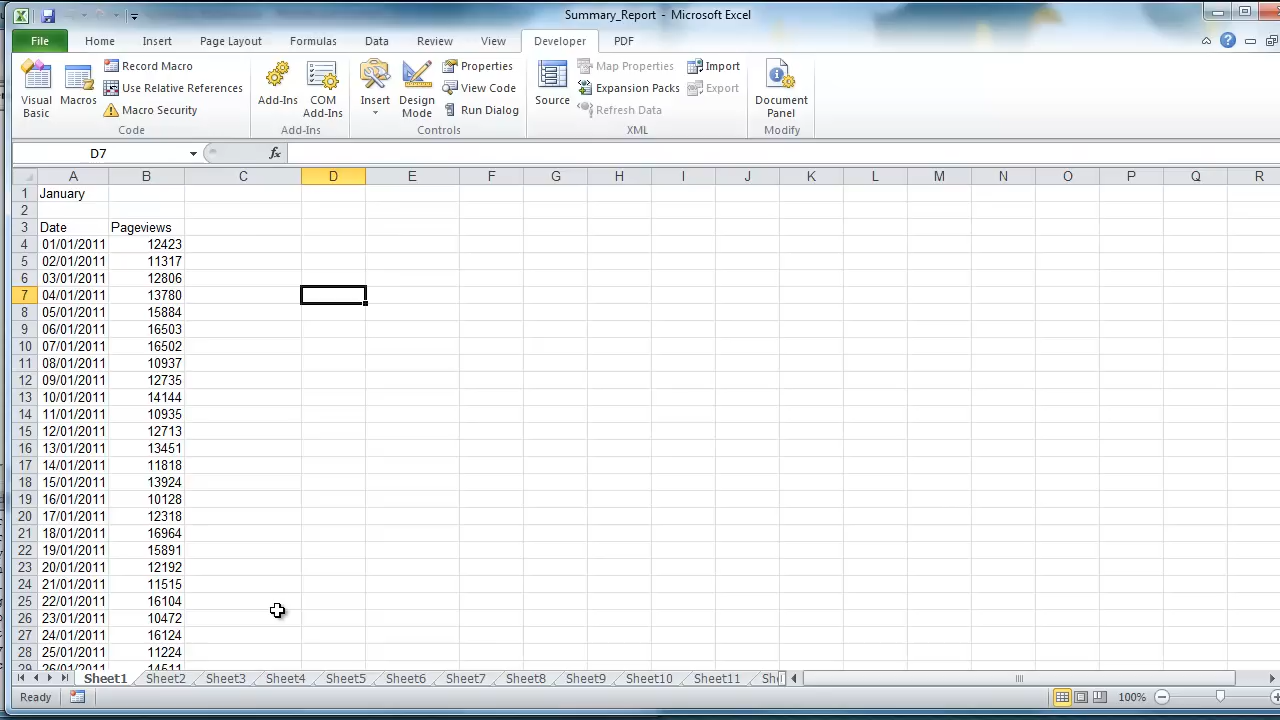 Summary_Report - Microsoft Excel
File Home Insert Page Layout Formulas Data Review View Developer PDF
Visual Basic
Macros
Record Macro
Use Relative References
Macro Security
Code
Add-Ins
COM Add-Ins
Add-Ins
Insert
Design Mode
Properties
View Code
Run Dialog
Controls
Source
Map Properties
Expansion Packs
Refresh Data
Import
Export
XML
Document Panel
Modify
D7 fx
A B C D E F G H I J K L M N O P Q R
1 January
2
3 Date Pageviews
4 01/01/2011 12423
5 02/01/2011 11317
6 03/01/2011 12806
7 04/01/2011 13780
8 05/01/2011 15884
9 06/01/2011 16503
10 07/01/2011 16502
11 08/01/2011 10937
12 09/01/2011 12735
13 10/01/2011 14144
14 11/01/2011 10935
15 12/01/2011 12713
16 13/01/2011 13451
17 14/01/2011 11818
18 15/01/2011 13924
19 16/01/2011 10128
20 17/01/2011 12318
21 18/01/2011 16964
22 19/01/2011 15891
23 20/01/2011 12192
24 21/01/2011 11515
25 22/01/2011 16104
26 23/01/2011 10472
27 24/01/2011 16124
28 25/01/2011 11224
29 26/01/2011 14511
Sheet1 Sheet2 Sheet3 Sheet4 Sheet5 Sheet6 Sheet7 Sheet8 Sheet9 Sheet10 Sheet11 Sh
Ready 100%